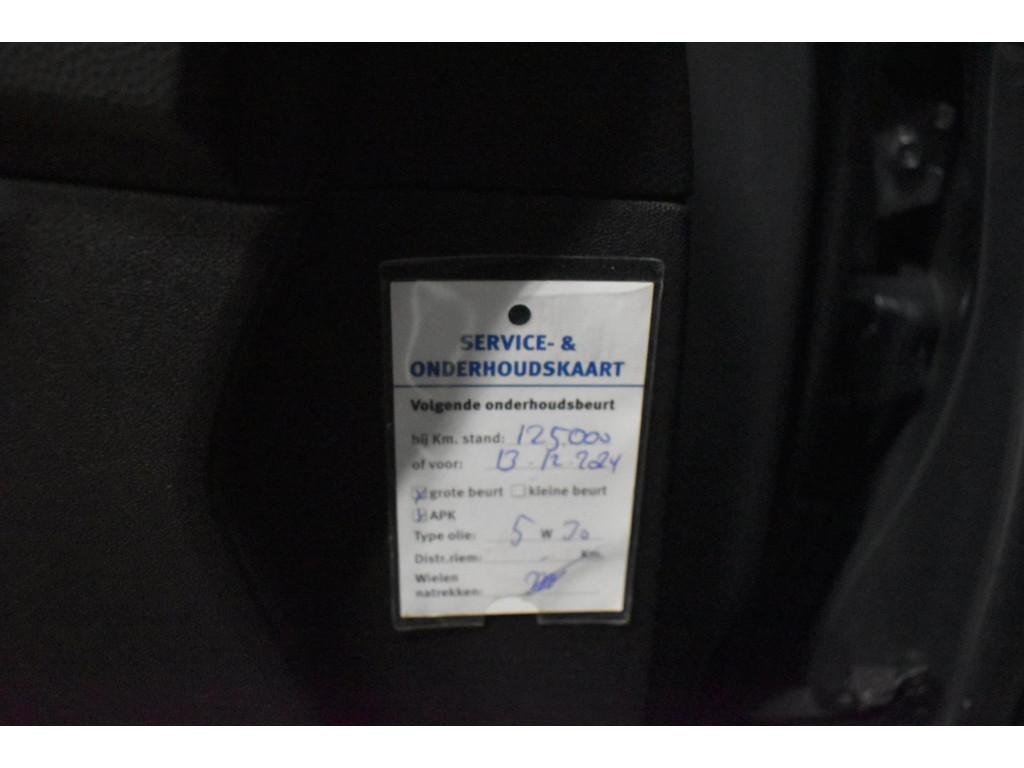 SERVICE- &
ONDERHOUDSKAART
Volgende onderhoudsbeurt
bij Km. stand: 125.000
of voor: 13-12-2024
grote beurt kleine beurt
APK
Type olie: 5 W 30
Distr.riem: Km.
Wielen
natrekken: